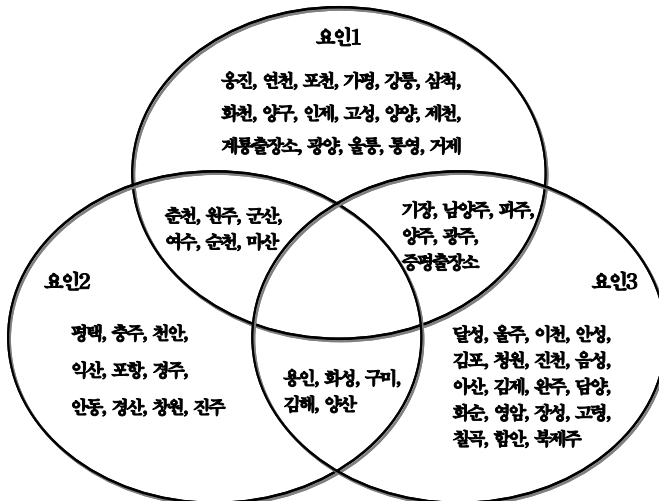 요인1
옹진, 연천, 포천, 가평, 강릉, 삼척,
화천, 양구, 인제, 고성, 양양, 제천,
계룡출장소, 광양, 울릉, 통영, 거제
춘천, 원주, 군산,
여수, 순천, 마산
기장, 남양주, 파주,
양주, 광주,
증평출장소
요인2
평택, 충주, 천안,
익산, 포항, 경주,
안동, 경산, 창원, 진주
용인, 화성, 구미,
김해, 양산
요인3
달성, 울주, 이천, 안성,
김포, 청원, 진천, 음성,
아산, 김제, 완주, 담양,
화순, 영암, 장성, 고령,
칠곡, 함안, 북제주